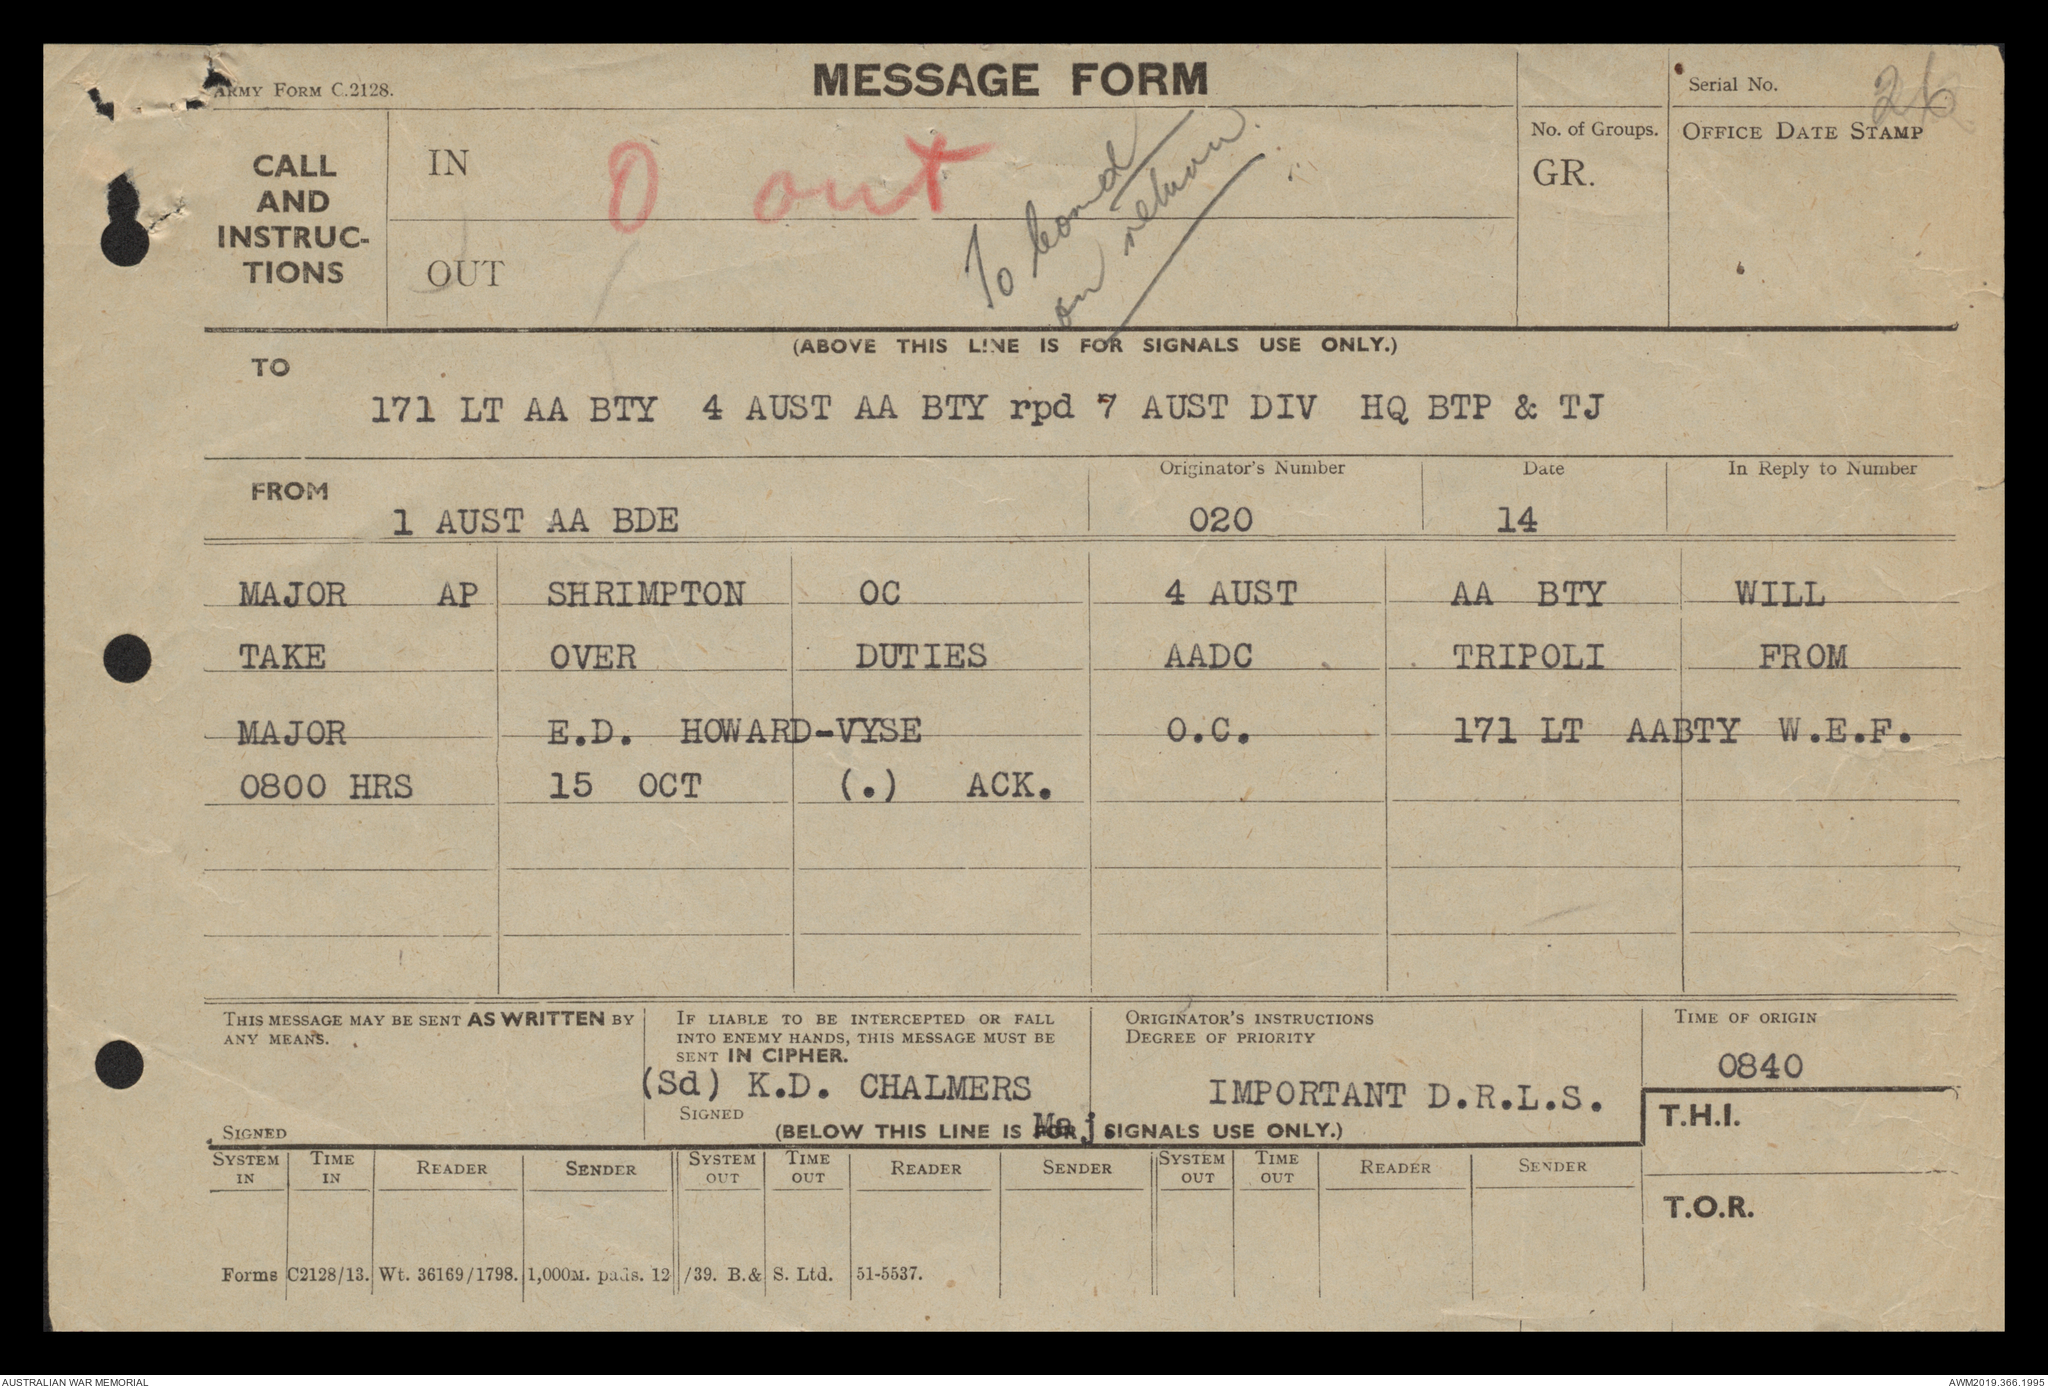 ARMY FORM C.2128.
MESSAGE FORM
Serial No. 26
CALL
AND
INSTRUC-
TIONS
IN
0 out
OUT
To
on return
No. of Groups.
GR.
OFFICE DATE STAMP
(ABOVE THIS LINE IS FOR SIGNALS USE ONLY.)
TO
171 LT AA BTY 4 AUST AA BTY rpd 7 AUST DIV HQ BTP & TJ
FROM
Originator's Number
Date
In Reply to Number
1 AUST AA BDE
020
14
MAJOR AP SHRIMPTON OC 4 AUST AA BTY WILL
TAKE OVER DUTIES AADC TRIPOLI FROM
MAJOR E.D. HOWARD-VYSE O.C. 171 LT AABTY W.E.F.
0800 HRS 15 OCT (.) ACK.
THIS MESSAGE MAY BE SENT AS WRITTEN BY
ANY MEANS.
SIGNED
IF LIABLE TO BE INTERCEPTED OR FALL
INTO ENEMY HANDS, THIS MESSAGE MUST BE
SENT IN CIPHER.
(Sd) K.D. CHALMERS
SIGNED
Maj.
ORIGINATOR'S INSTRUCTIONS
DEGREE OF PRIORITY
IMPORTANT D.R.L.S.
TIME OF ORIGIN
0840
(BELOW THIS LINE IS FOR SIGNALS USE ONLY.)
T.H.I.
T.O.R.
SYSTEM IN TIME IN READER SENDER SYSTEM OUT TIME OUT READER SENDER SYSTEM OUT TIME OUT READER SENDER
Forms C2128/13. Wt. 36169/1798. 1,000M. pads. 12/39. B.& S. Ltd. 51-5537.
AUSTRALIAN WAR MEMORIAL
AWM2019.366.1995